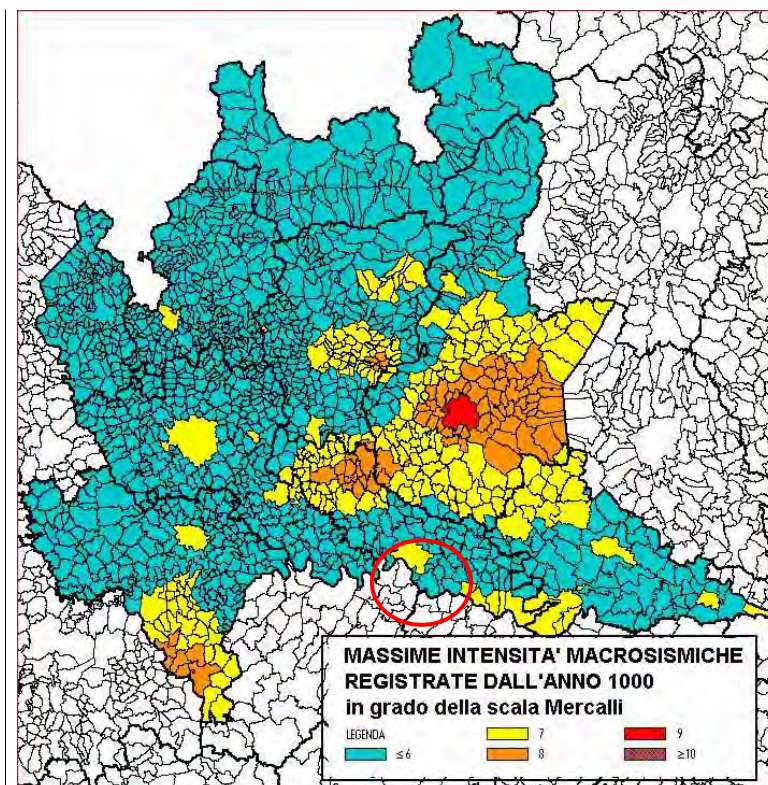 MASSIME INTENSITA' MACROSISMICHE
REGISTRATE DALL'ANNO 1000
in grado della scala Mercalli
LEGENDA
7
9
≤6
8
≥10